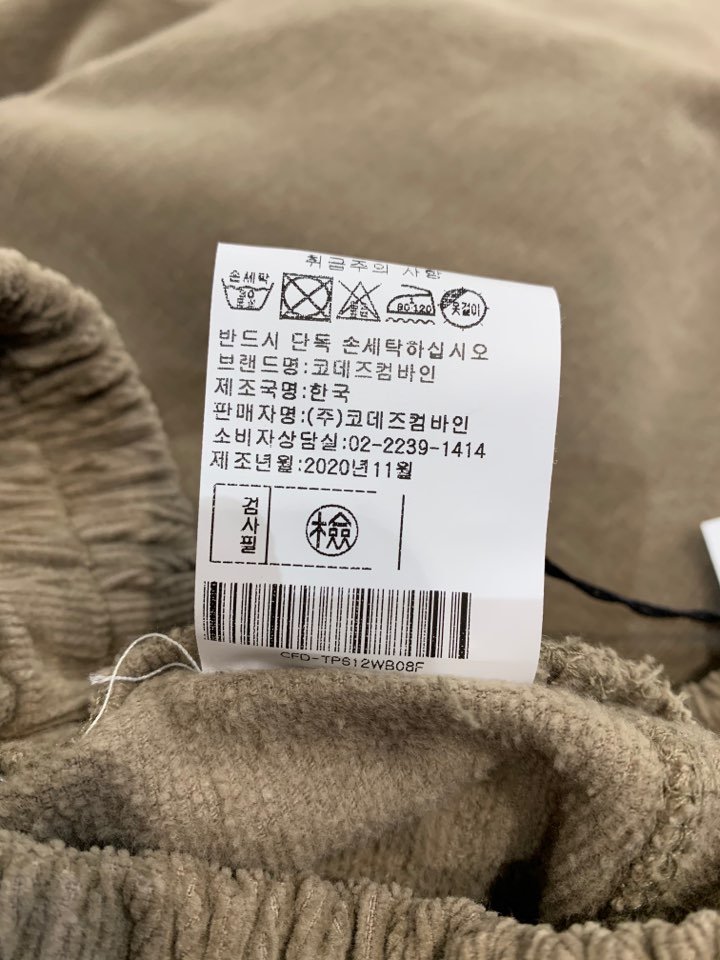 취급주의 사항
손세탁
옷걸이
80~120
반드시 단독 손세탁하십시오
브랜드명:코데즈컴바인
제조국명:한국
판매자명:(주)코데즈컴바인
소비자상담실:02-2239-1414
제조년월:2020년11월
검사필
檢
CFD-TPS12WB08F